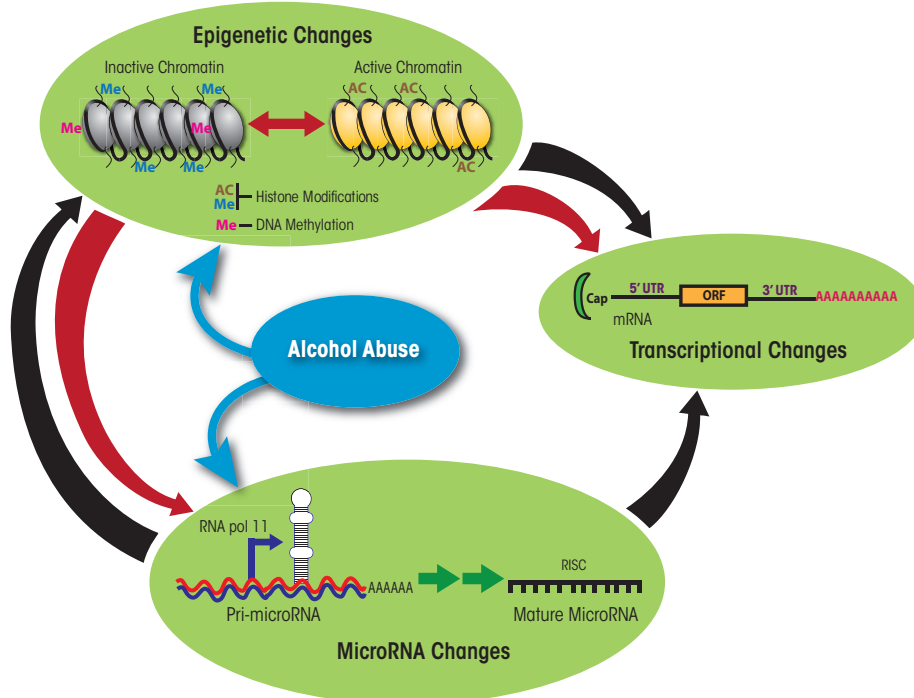 Epigenetic Changes
Inactive Chromatin
Active Chromatin
Me
Me
AC
AC
Me
Me
Me
Me
AC
AC
Me
Histone Modifications
Me
DNA Methylation
5' UTR
ORF
3' UTR
Cap
AAAAAAAAAA
mRNA
Transcriptional Changes
Alcohol Abuse
RNA pol 11
AAAAAA
RISC
Pri-microRNA
Mature MicroRNA
MicroRNA Changes